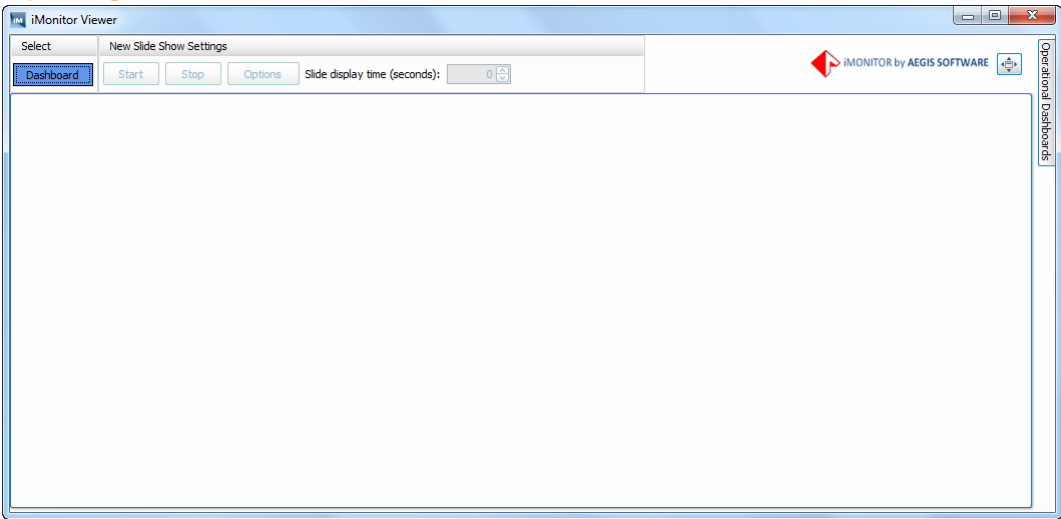 iM iMonitor Viewer
Select
New Slide Show Settings
Dashboard
Start
Stop
Options
Slide display time (seconds):
0
iMONITOR by AEGIS SOFTWARE
Operational Dashboards